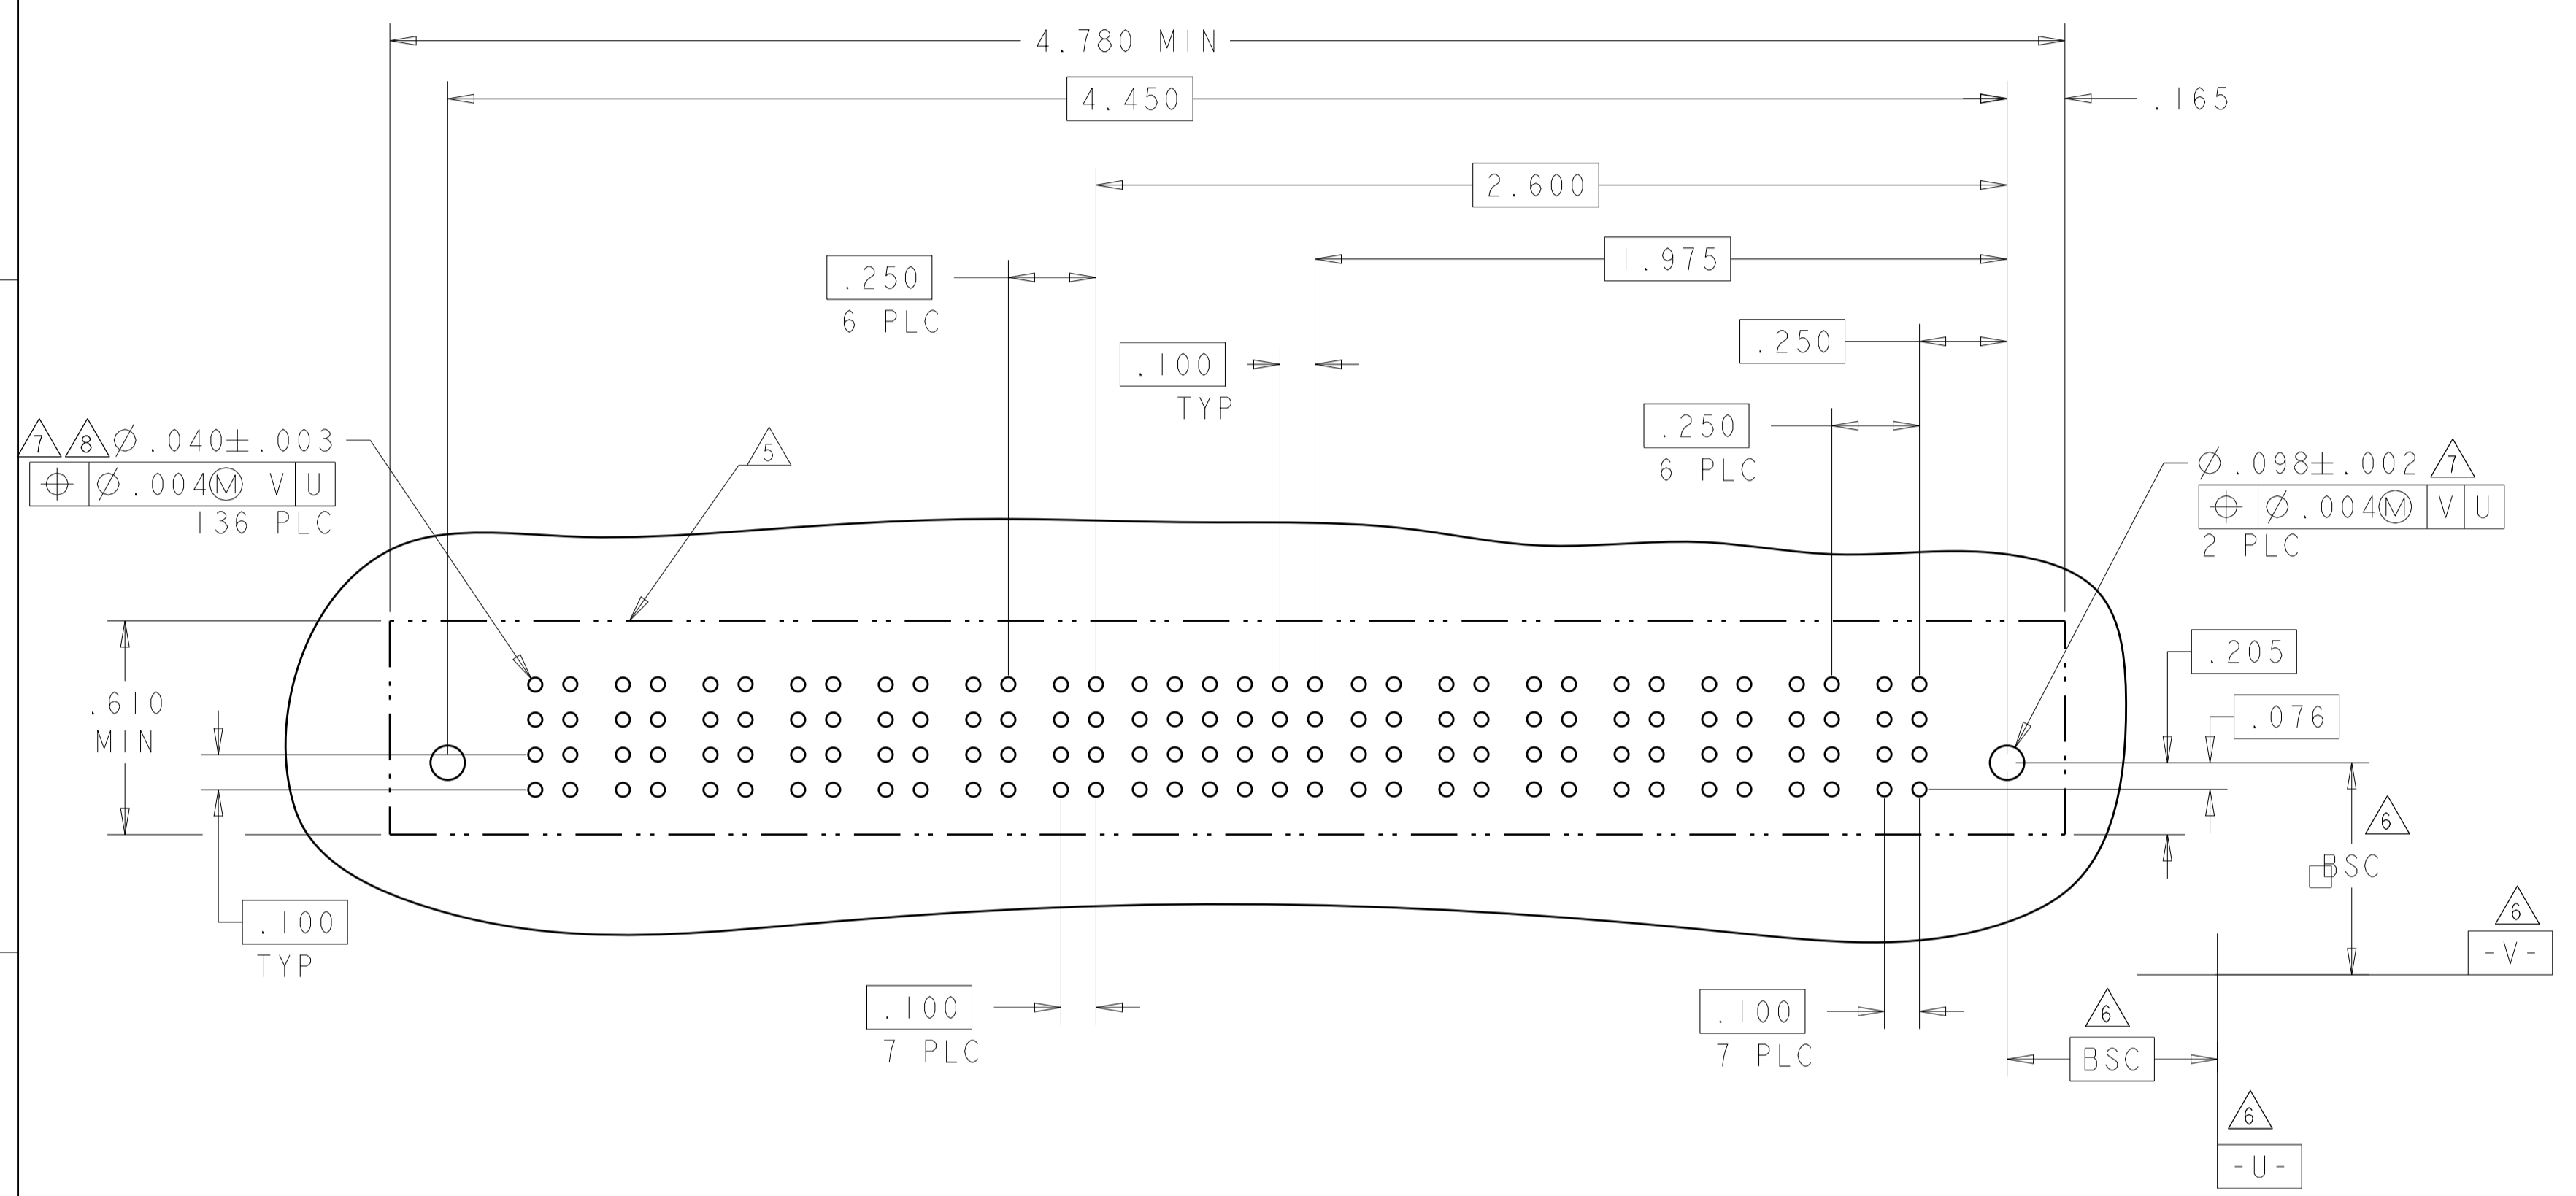 4.780 MIN
4.450
.165
2.600
1.975
.250
6 PLC
.250
.100
TYP
.250
6 PLC
7 8 Ø.040±.003
⌖ Ø.004Ⓜ V U
136 PLC
5
Ø.098±.002 7
⌖ Ø.004Ⓜ V U
2 PLC
.205
.610
MIN
.076
6
BSC
.100
TYP
6
-V-
.100
7 PLC
.100
7 PLC
6
BSC
6
-U-